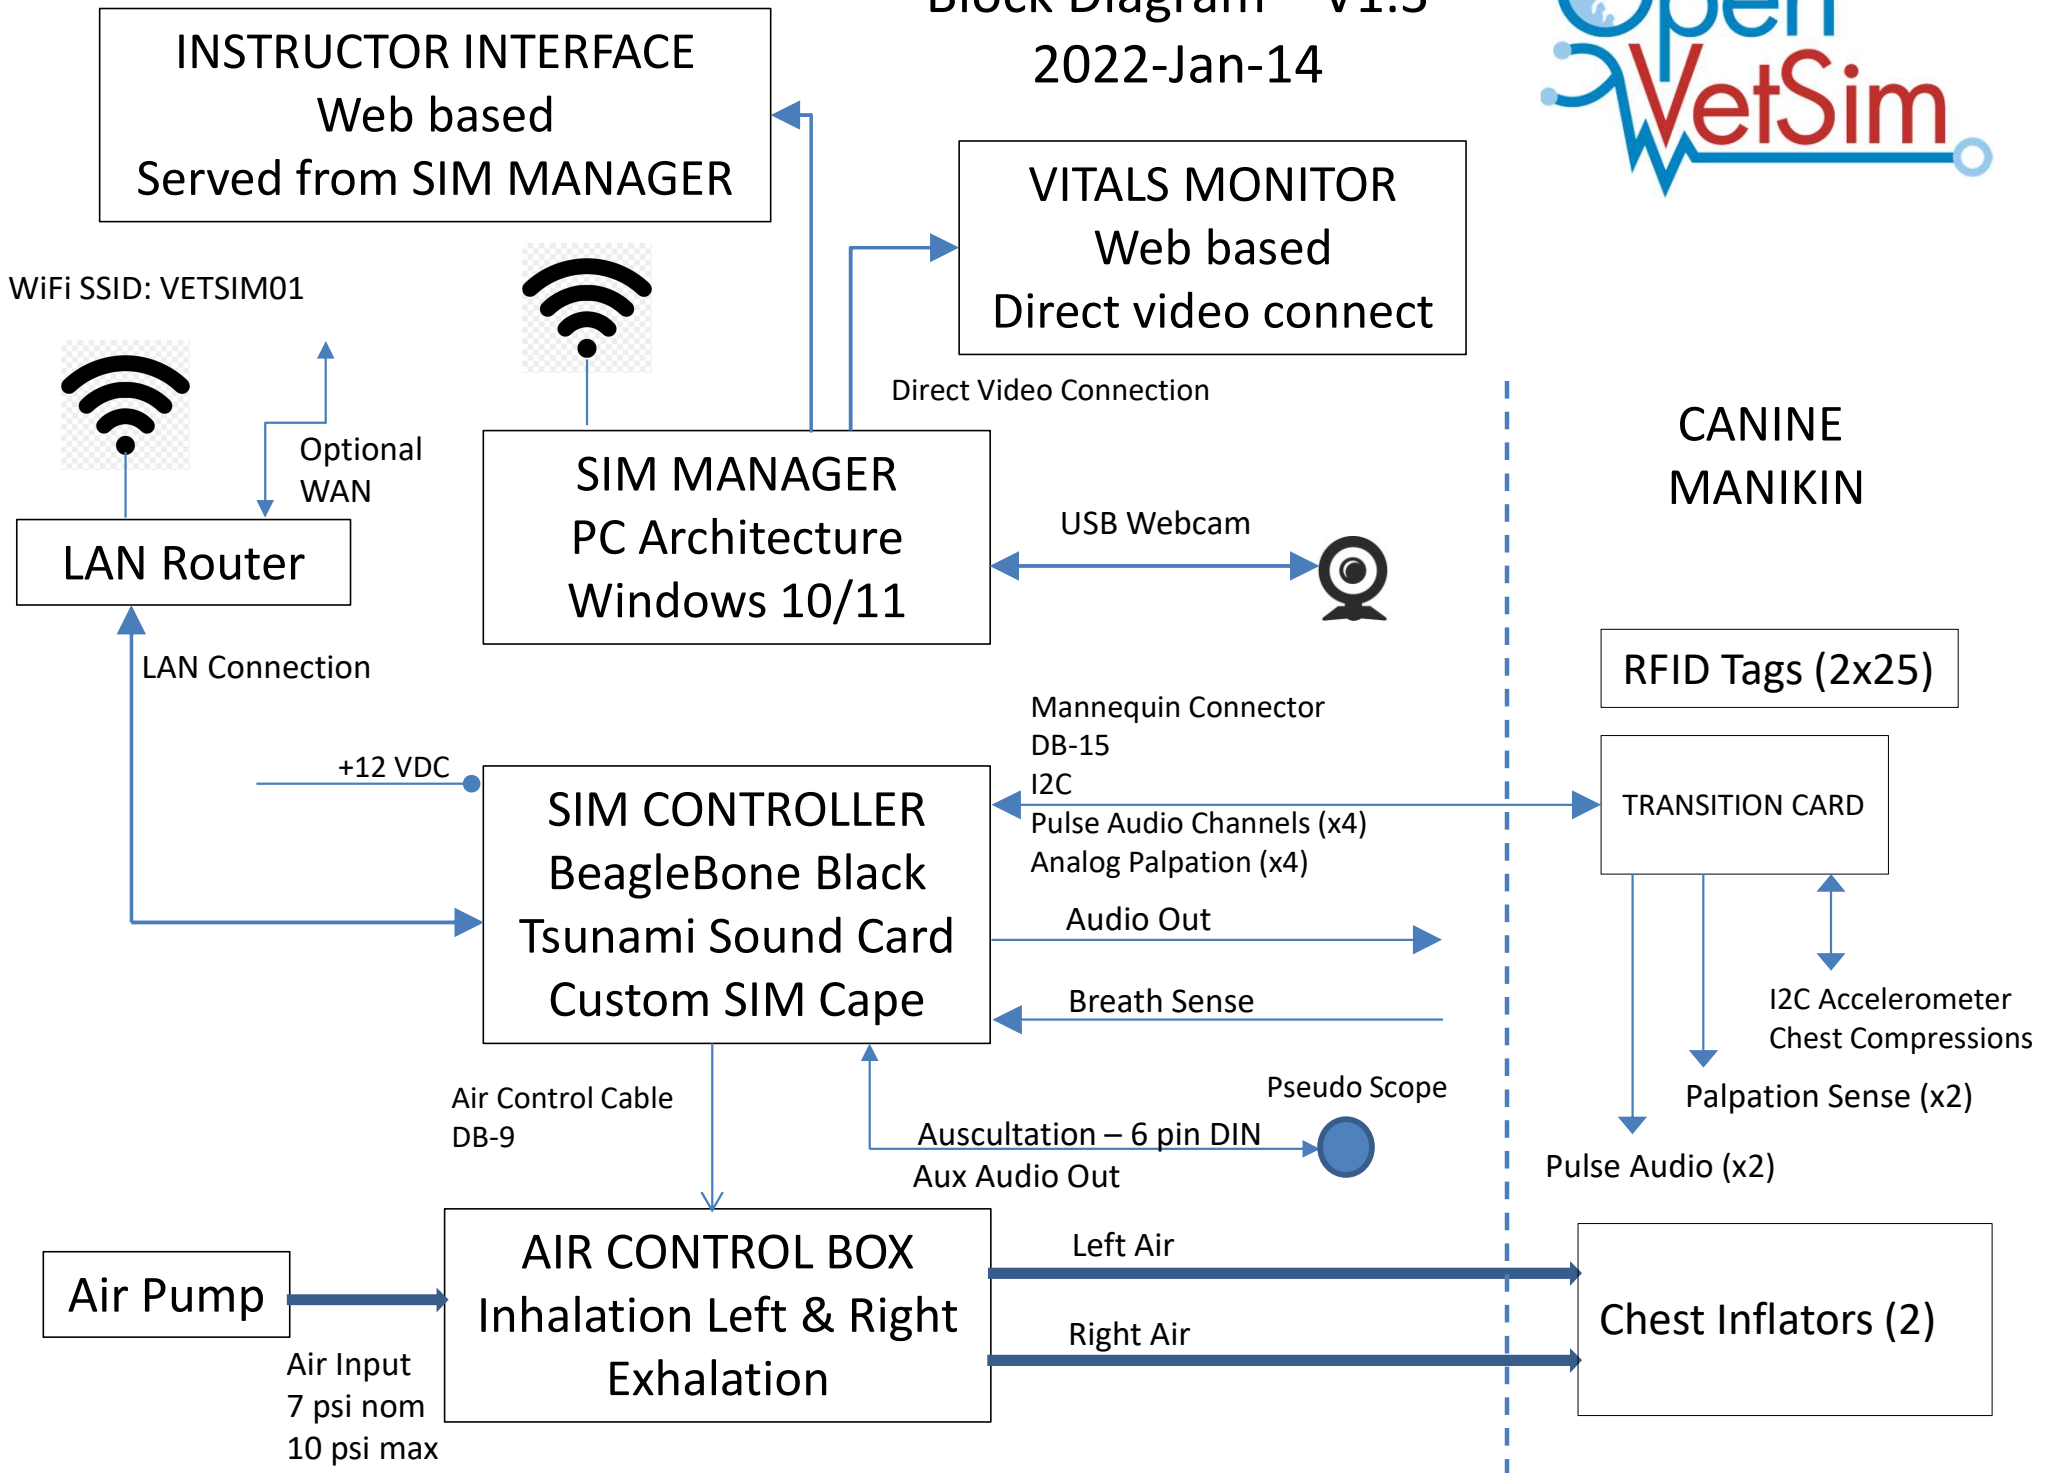 Block Diagram – V1.3
2022-Jan-14
Open
VetSim
INSTRUCTOR INTERFACE
Web based
Served from SIM MANAGER
VITALS MONITOR
Web based
Direct video connect
WiFi SSID: VETSIM01
Direct Video Connection
Optional
WAN
LAN Router
LAN Connection
SIM MANAGER
PC Architecture
Windows 10/11
USB Webcam
CANINE
MANIKIN
RFID Tags (2x25)
+12 VDC
SIM CONTROLLER
BeagleBone Black
Tsunami Sound Card
Custom SIM Cape
Mannequin Connector
DB-15
I2C
Pulse Audio Channels (x4)
Analog Palpation (x4)
TRANSITION CARD
Audio Out
Breath Sense
I2C Accelerometer
Chest Compressions
Palpation Sense (x2)
Pulse Audio (x2)
Air Control Cable
DB-9
Pseudo Scope
Auscultation – 6 pin DIN
Aux Audio Out
Air Pump
Air Input
7 psi nom
10 psi max
AIR CONTROL BOX
Inhalation Left & Right
Exhalation
Left Air
Right Air
Chest Inflators (2)